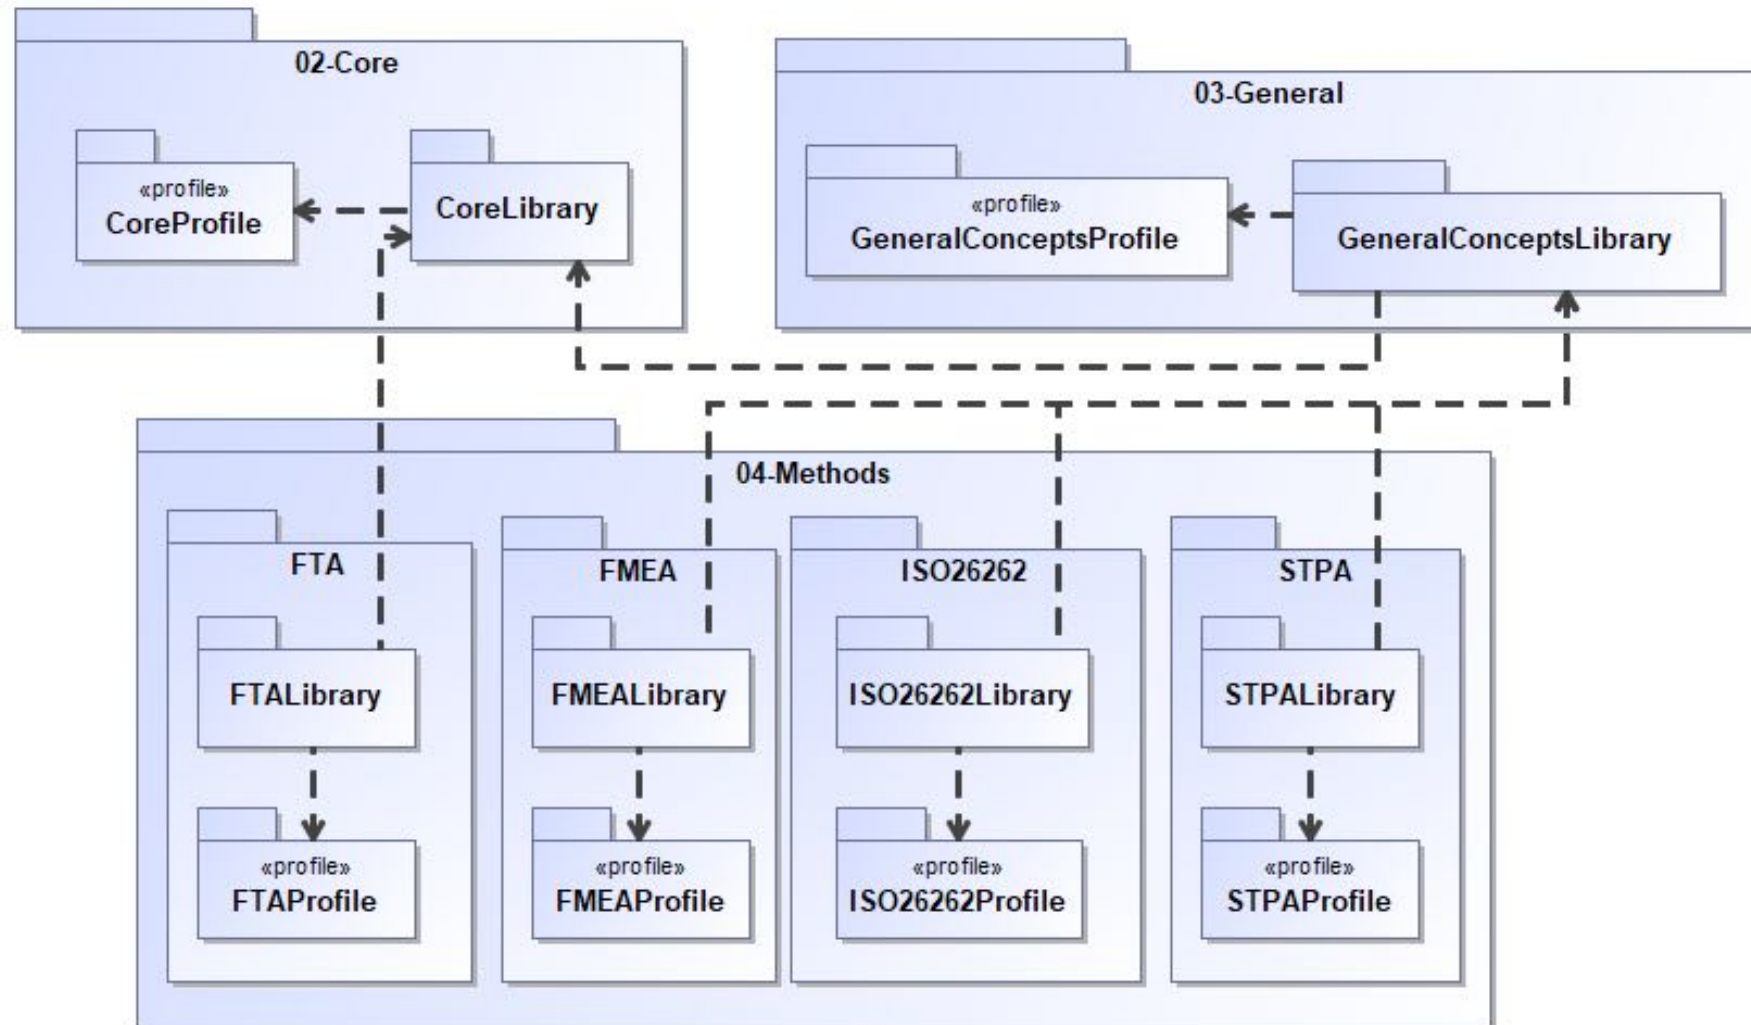 02-Core
«profile»
CoreProfile
CoreLibrary
03-General
«profile»
GeneralConceptsProfile
GeneralConceptsLibrary
04-Methods
FTA
FTALibrary
«profile»
FTAProfile
FMEA
FMEALibrary
«profile»
FMEAProfile
ISO26262
ISO26262Library
«profile»
ISO26262Profile
STPA
STPALibrary
«profile»
STPAProfile